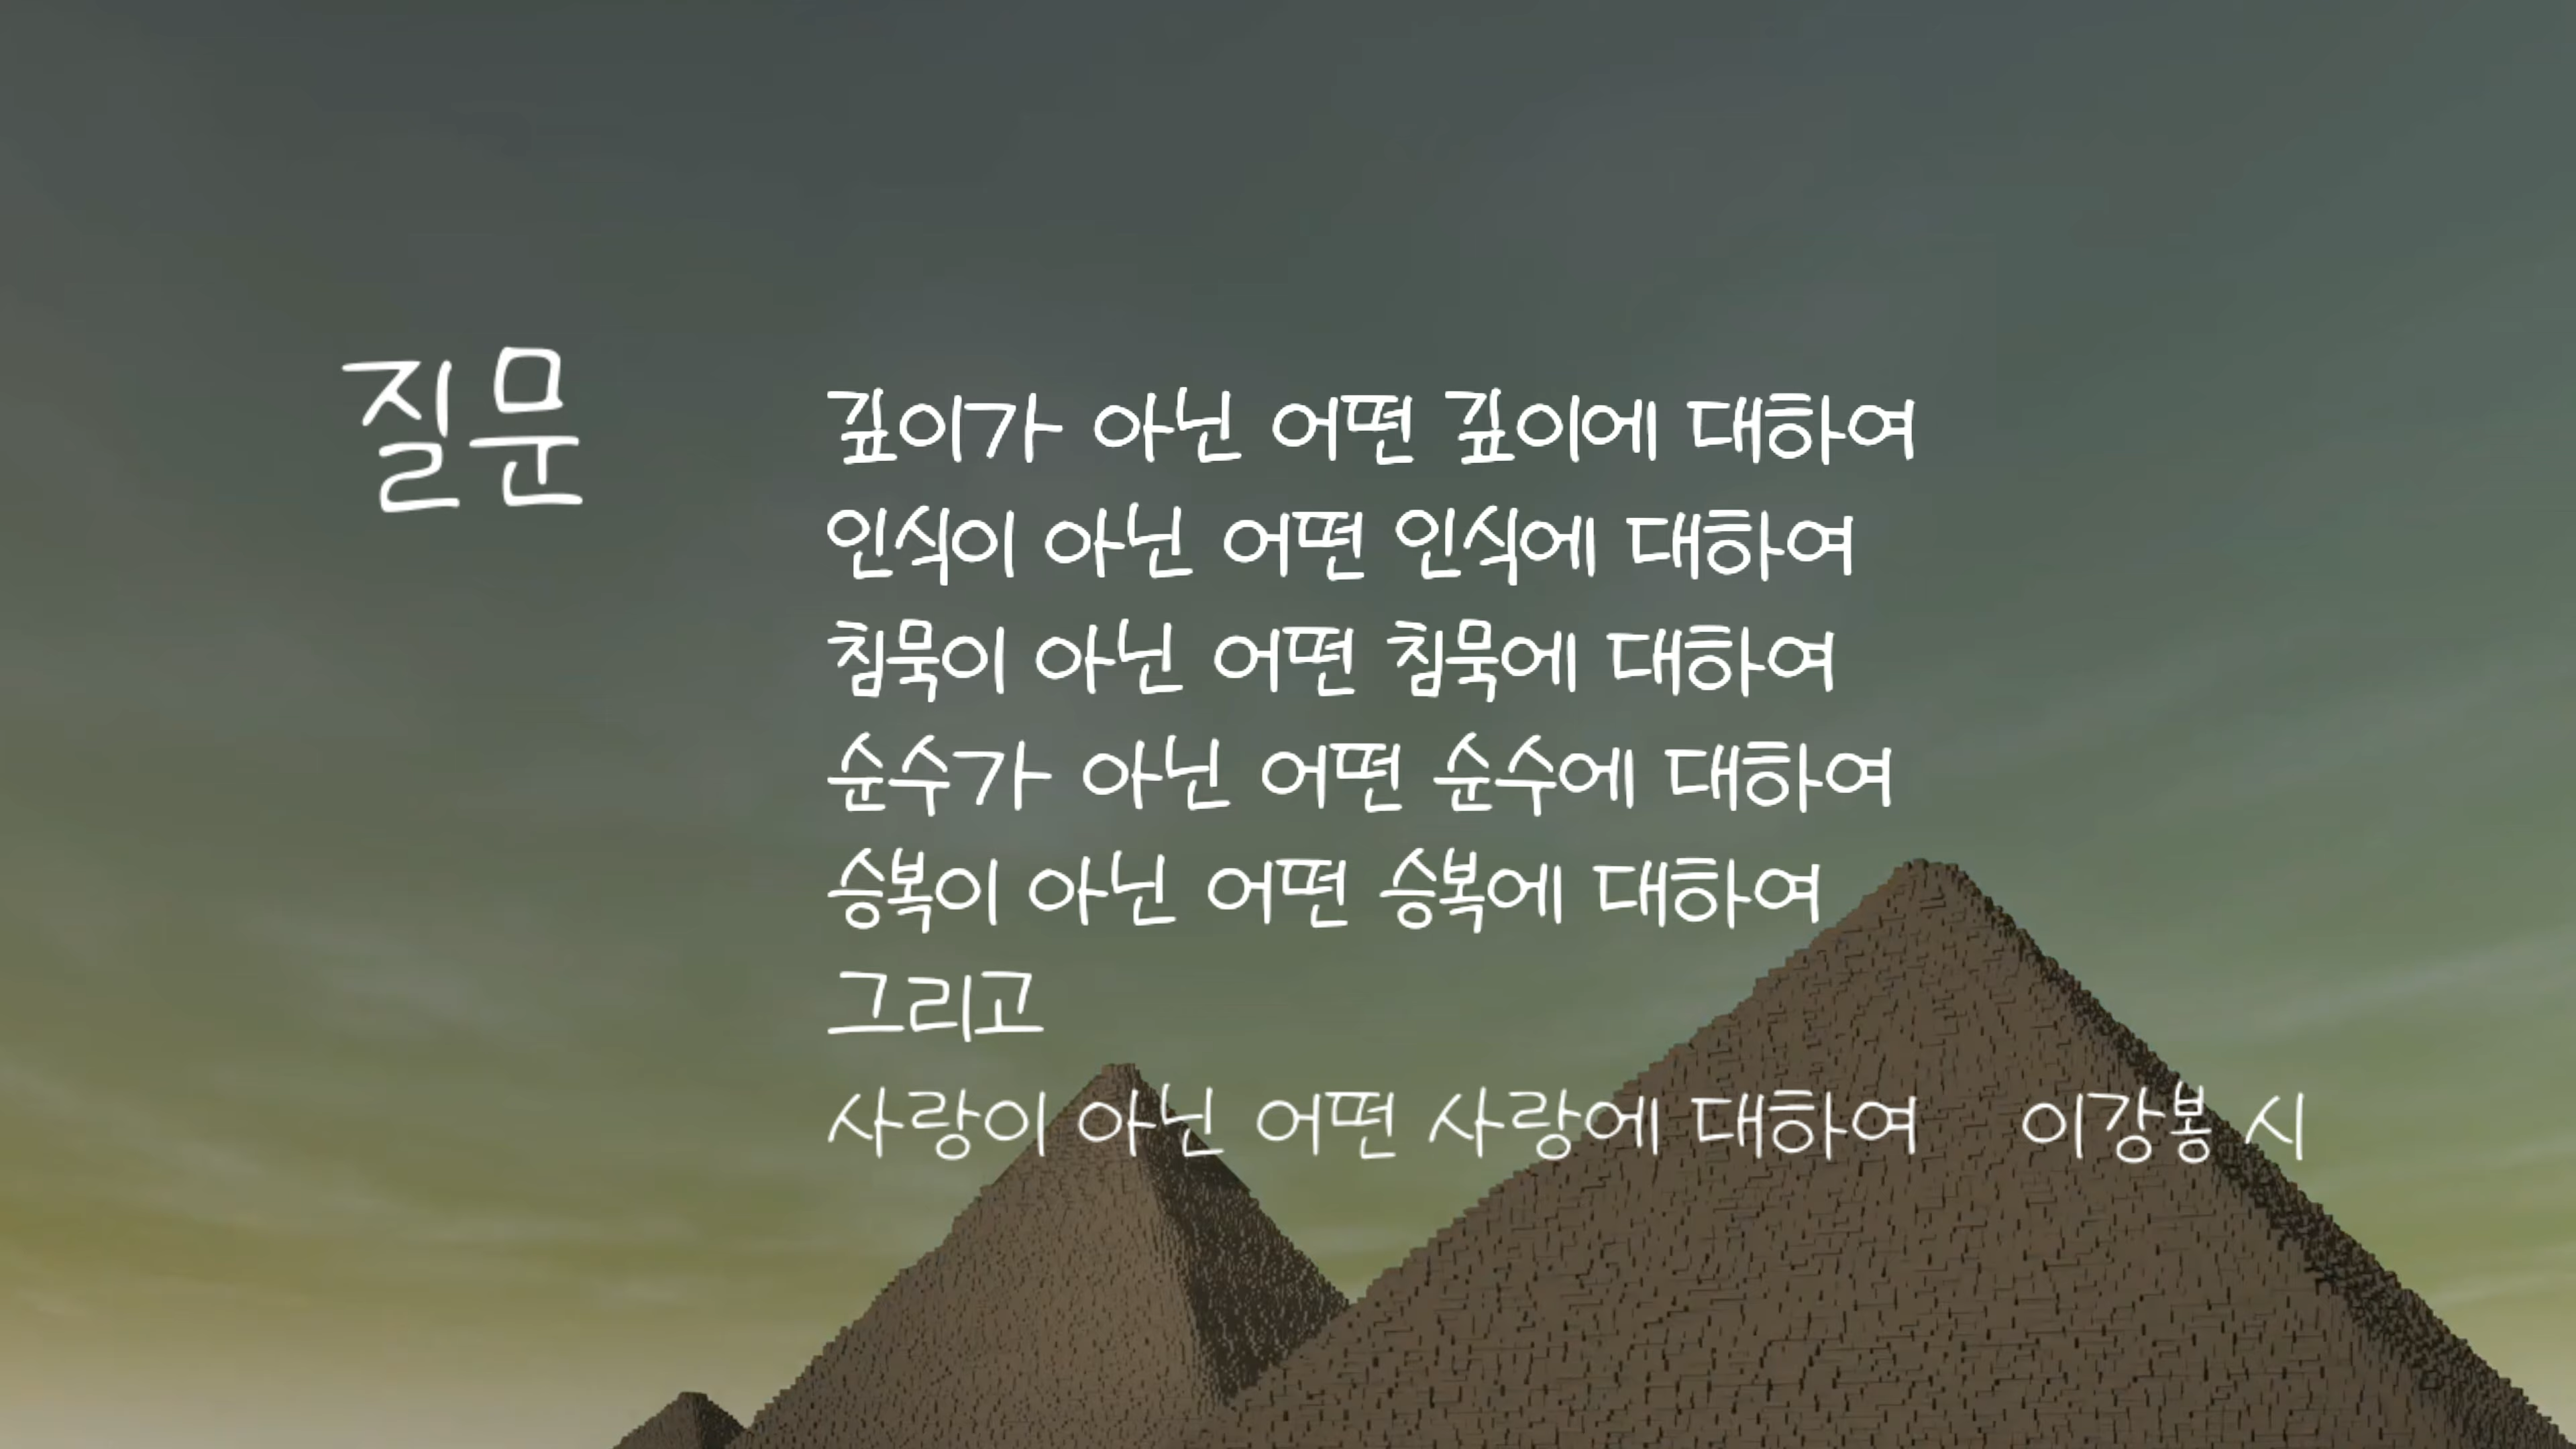 질문
깊이가 아닌 어떤 깊이에 대하여
인식이 아닌 어떤 인식에 대하여
침묵이 아닌 어떤 침묵에 대하여
순수가 아닌 어떤 순수에 대하여
승복이 아닌 어떤 승복에 대하여
그리고
사랑이 아닌 어떤 사랑에 대하여 이강봉 시